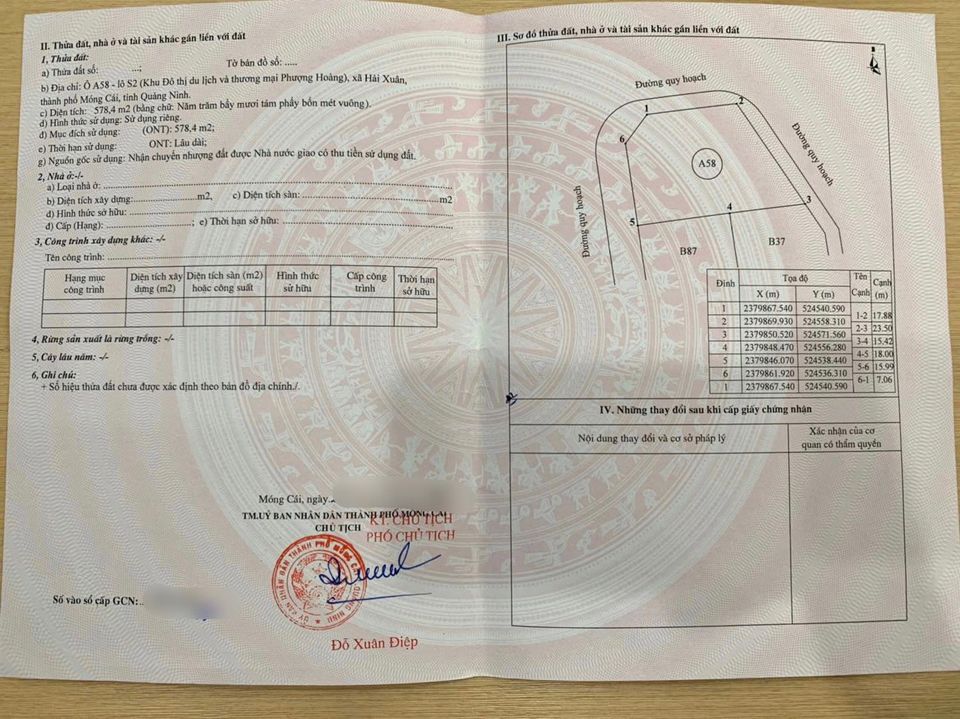 II. Thửa đất, nhà ở và tài sản khác gắn liền với đất
1, Thửa đất:
a) Thửa đất số: ...; Tờ bản đồ số: .....
b) Địa chỉ: Ô A58 - lô S2 (Khu Đô thị du lịch và thương mại Phượng Hoàng), xã Hải Xuân,
thành phố Móng Cái, tỉnh Quảng Ninh.
c) Diện tích: 578,4 m2 (bằng chữ: Năm trăm bảy mươi tám phẩy bốn mét vuông).
d) Hình thức sử dụng: Sử dụng riêng.
đ) Mục đích sử dụng: (ONT): 578,4 m2;
e) Thời hạn sử dụng: ONT: Lâu dài;
g) Nguồn gốc sử dụng: Nhận chuyển nhượng đất được Nhà nước giao có thu tiền sử dụng đất.
2, Nhà ở:-/-
a) Loại nhà ở:
b) Diện tích xây dựng: m2, c) Diện tích sàn: m2
d) Hình thức sở hữu:
đ) Cấp (Hạng): ; e) Thời hạn sở hữu:
3, Công trình xây dựng khác: -/-
Tên công trình:
Hạng mục công trình Diện tích xây dựng (m2) Diện tích sàn (m2) hoặc công suất Hình thức sử hữu Cấp công trình Thời hạn sở hữu
4, Rừng sản xuất là rừng trồng: -/-
5, Cây lâu năm: -/-
6, Ghi chú:
+ Số hiệu thửa đất chưa được xác định theo bản đồ địa chính./.
Móng Cái, ngày
TM.UỶ BAN NHÂN DÂN THÀNH PHỐ MÓNG CÁI
CHỦ TỊCH
KT. CHỦ TỊCH
PHÓ CHỦ TỊCH
Đỗ Xuân Điệp
Số vào sổ cấp GCN:
III. Sơ đồ thửa đất, nhà ở và tài sản khác gắn liền với đất
Đường quy hoạch
Đường quy hoạch
Đường quy hoạch
1
2
6
A58
3
4
5
B87
B37
Đỉnh Tọa độ Tên Cạnh Cạnh (m)
X (m) Y (m)
1 2379867.540 524540.590
1-2 17.88
2 2379869.930 524558.310
2-3 23.50
3 2379850.520 524571.560
3-4 15.42
4 2379848.470 524556.280
4-5 18.00
5 2379846.070 524538.440
5-6 15.99
6 2379861.920 524536.310
6-1 7.06
1 2379867.540 524540.590
IV. Những thay đổi sau khi cấp giấy chứng nhận
Nội dung thay đổi và cơ sở pháp lý
Xác nhận của cơ
quan có thẩm quyền